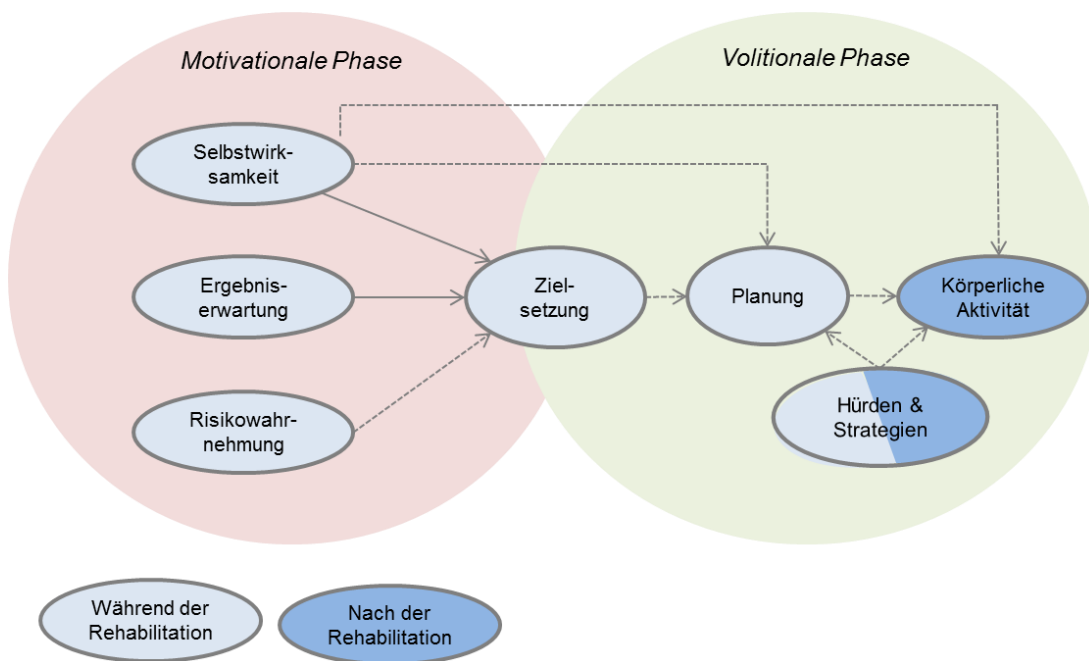 Motivationale Phase
Volitionale Phase
Selbstwirk-
samkeit
Ergebnis-
erwartung
Risikowahr-
nehmung
Ziel-
setzung
Planung
Körperliche
Aktivität
Hürden &
Strategien
Während der
Rehabilitation
Nach der
Rehabilitation